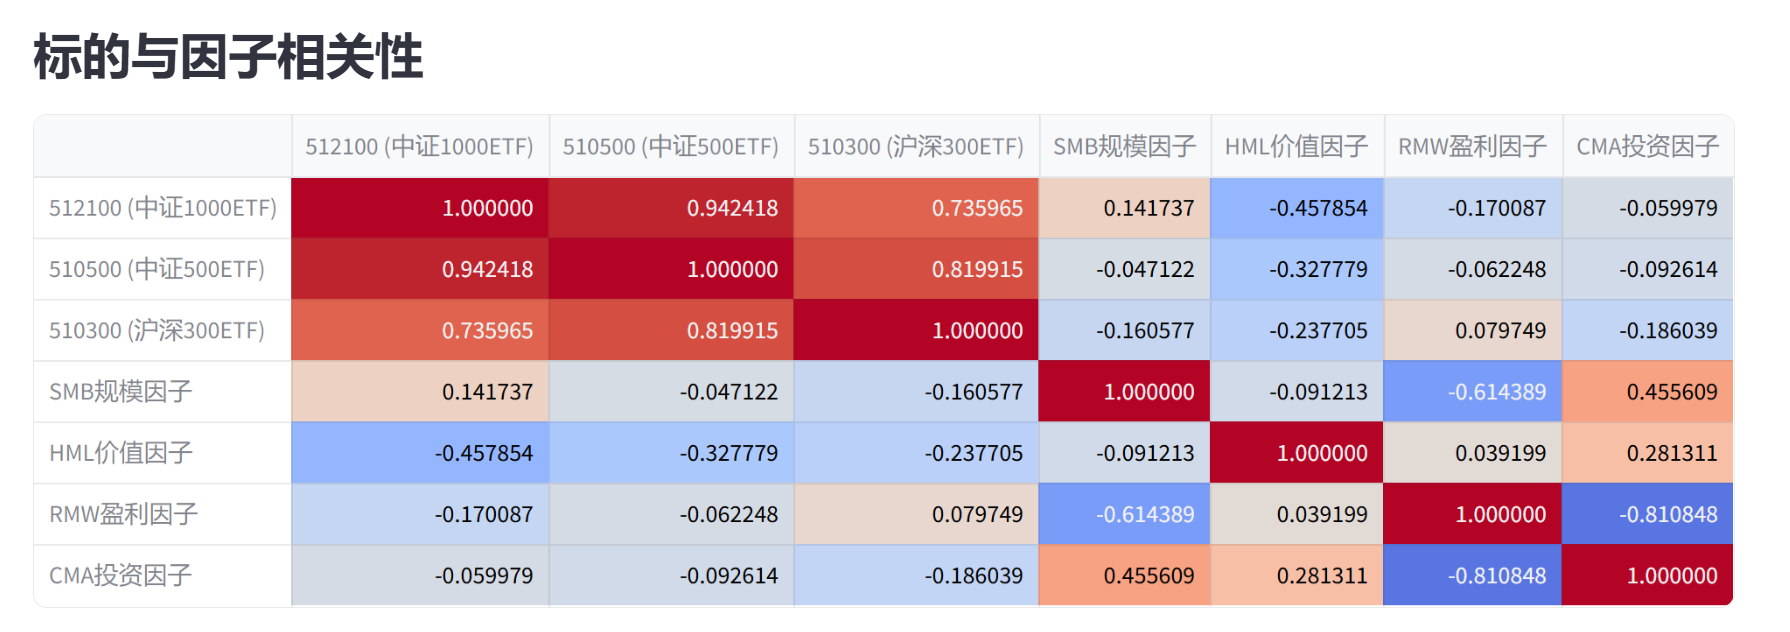 标的与因子相关性
512100 (中证1000ETF) 510500 (中证500ETF) 510300 (沪深300ETF) SMB规模因子 HML价值因子 RMW盈利因子 CMA投资因子
512100 (中证1000ETF) 1.000000 0.942418 0.735965 0.141737 -0.457854 -0.170087 -0.059979
510500 (中证500ETF) 0.942418 1.000000 0.819915 -0.047122 -0.327779 -0.062248 -0.092614
510300 (沪深300ETF) 0.735965 0.819915 1.000000 -0.160577 -0.237705 0.079749 -0.186039
SMB规模因子 0.141737 -0.047122 -0.160577 1.000000 -0.091213 -0.614389 0.455609
HML价值因子 -0.457854 -0.327779 -0.237705 -0.091213 1.000000 0.039199 0.281311
RMW盈利因子 -0.170087 -0.062248 0.079749 -0.614389 0.039199 1.000000 -0.810848
CMA投资因子 -0.059979 -0.092614 -0.186039 0.455609 0.281311 -0.810848 1.000000